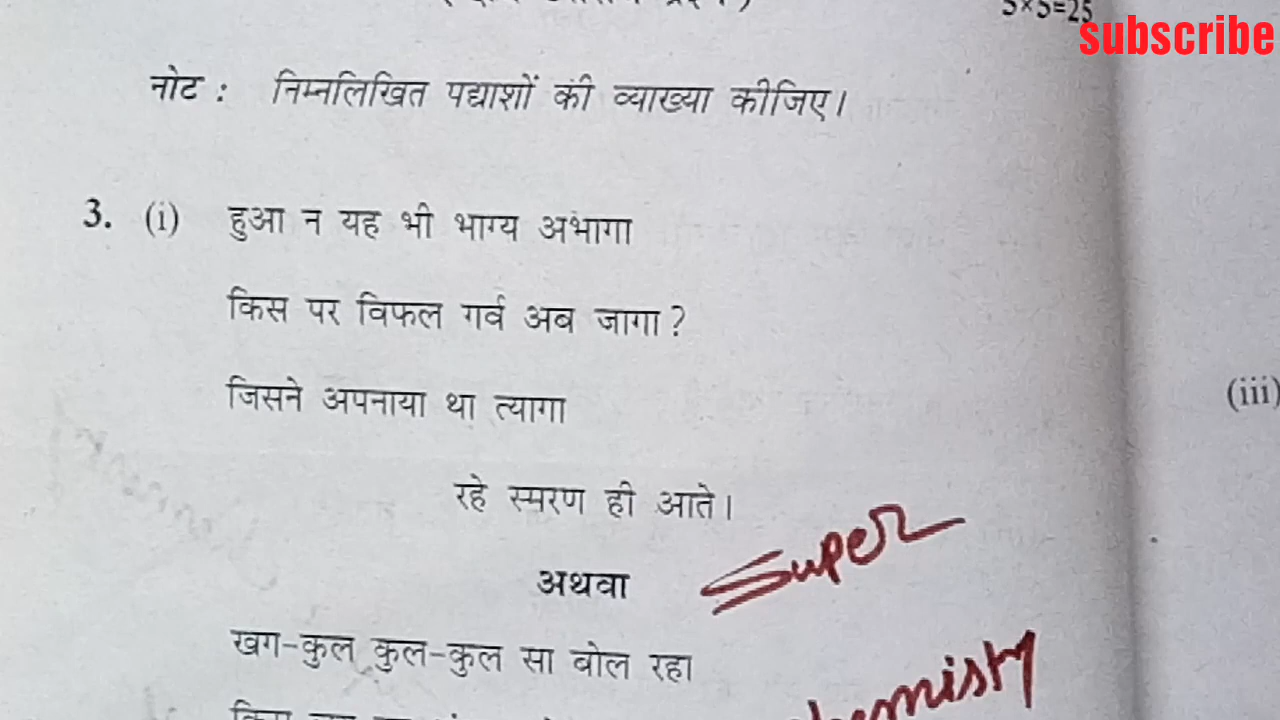 5×5=25
subscribe
नोट : निम्नलिखित पद्याशों की व्याख्या कीजिए।
3. (i) हुआ न यह भी भाग्य अभागा
किस पर विफल गर्व अब जागा ?
जिसने अपनाया था त्यागा
(iii)
रहे स्मरण ही आते।
Super
अथवा
खग-कुल कुल-कुल सा बोल रहा